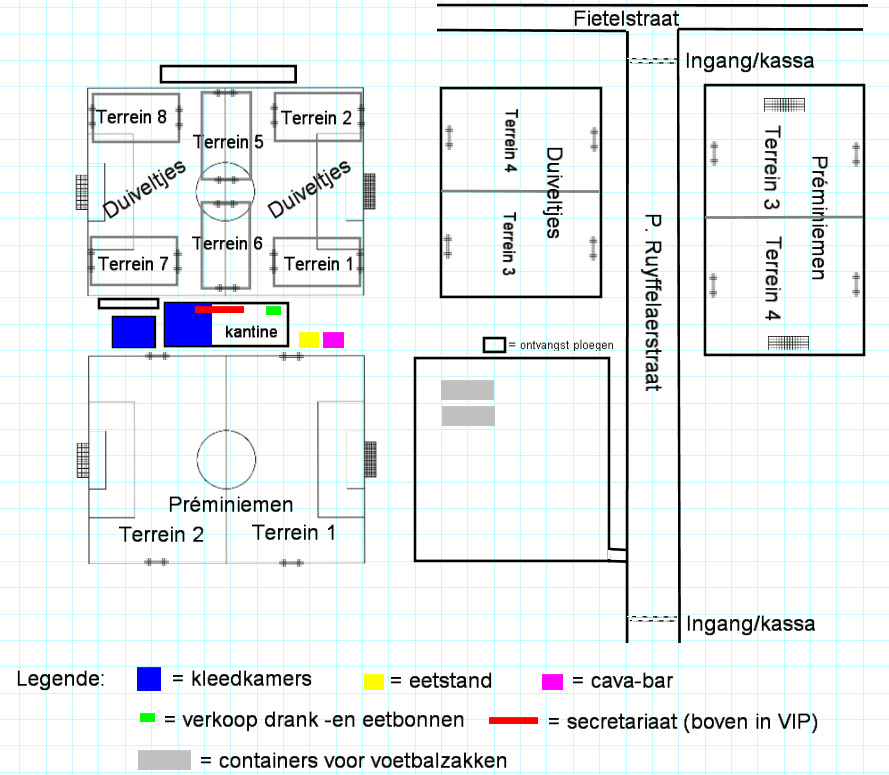 Fietelstraat
Ingang/kassa
Terrein 8
Terrein 5
Terrein 2
Duiveltjes
Duiveltjes
Terrein 6
Terrein 7
Terrein 1
Terrein 4
Duiveltjes
Terrein 3
P. Ruyffelaerstraat
Terrein 3
Préminiemen
Terrein 4
kantine
= ontvangst ploegen
Préminiemen
Terrein 2
Terrein 1
Ingang/kassa
Legende:
= kleedkamers
= eetstand
= cava-bar
= verkoop drank -en eetbonnen
= secretariaat (boven in VIP)
= containers voor voetbalzakken